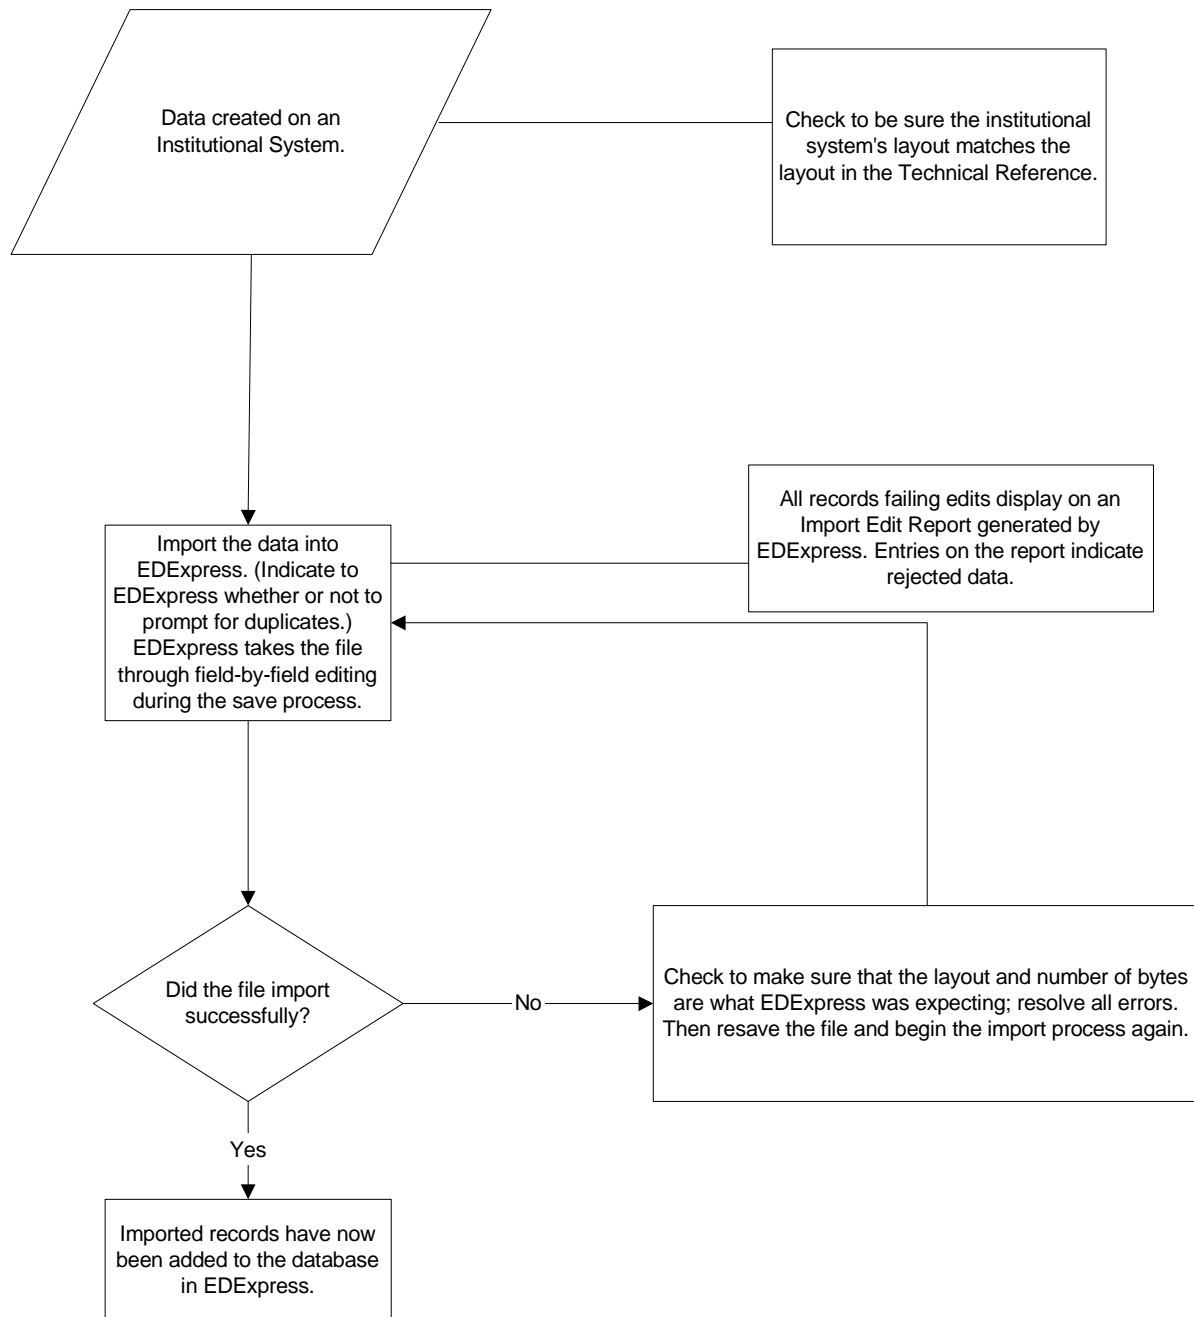 Data created on an
Institutional System.
Check to be sure the institutional
system's layout matches the
layout in the Technical Reference.
All records failing edits display on an
Import Edit Report generated by
EDExpress. Entries on the report indicate
rejected data.
Import the data into
EDExpress. (Indicate to
EDExpress whether or not to
prompt for duplicates.)
EDExpress takes the file
through field-by-field editing
during the save process.
Did the file import
successfully?
No
Check to make sure that the layout and number of bytes
are what EDExpress was expecting; resolve all errors.
Then resave the file and begin the import process again.
Yes
Imported records have now
been added to the database
in EDExpress.